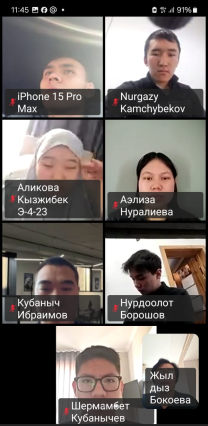 11:45
91%
iPhone 15 Pro
Max
Nurgazy
Kamchybekov
Аликова
Кызжибек
Э-4-23
Аэлиза
Нуралиева
Кубаныч
Ибраимов
Нурдоолот
Борошов
Шермамбет
Кубанычев
Жыл
дыз
Бокоева